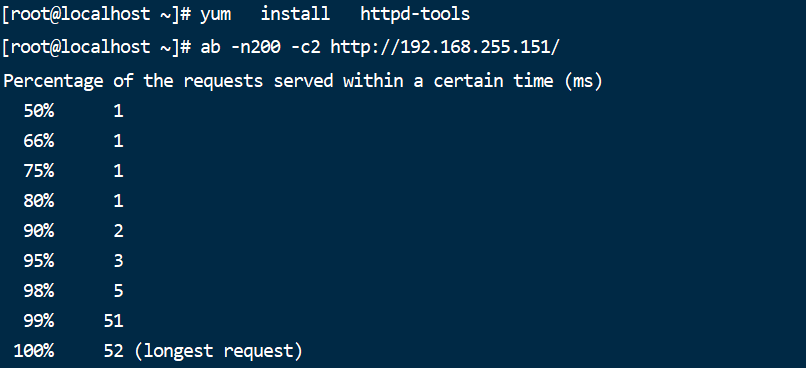 [root@localhost ~]# yum   install   httpd-tools
[root@localhost ~]# ab -n200 -c2 http://192.168.255.151/
Percentage of the requests served within a certain time (ms)
  50%      1
  66%      1
  75%      1
  80%      1
  90%      2
  95%      3
  98%      5
  99%     51
 100%     52 (longest request)